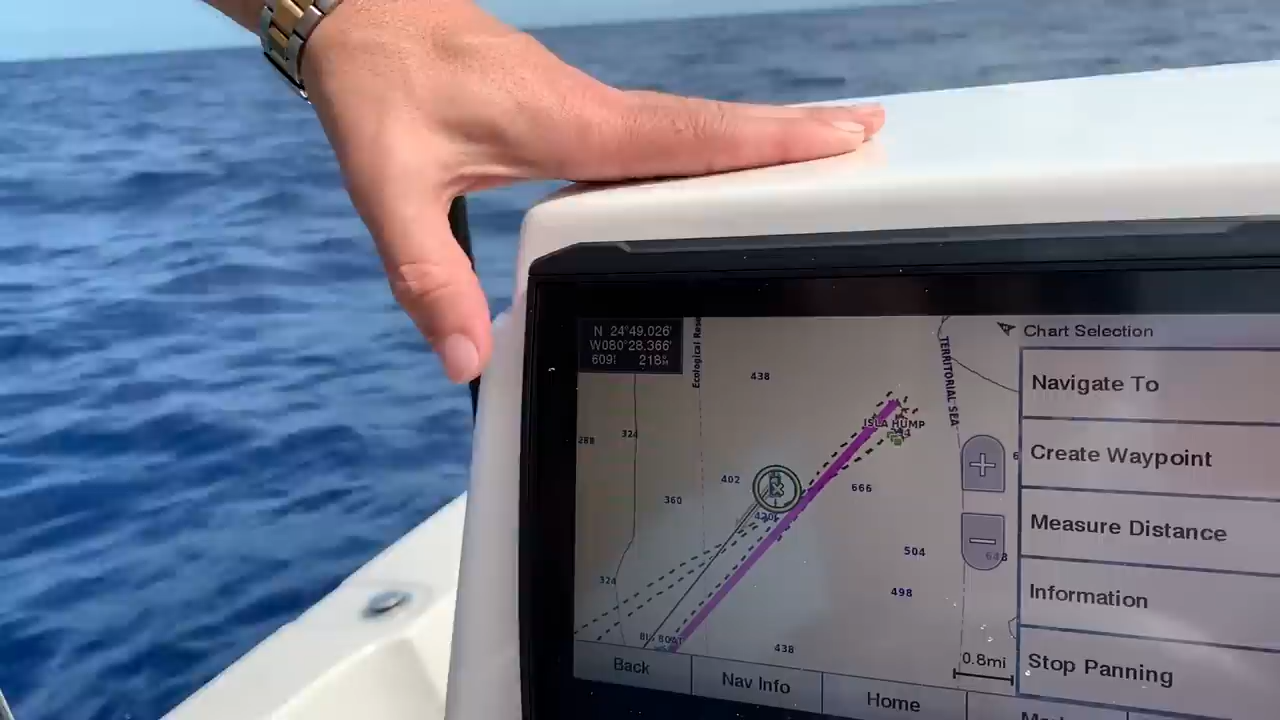 N 24°49.026'
W080°28.366'
609ft 218°M
Ecological Rese
438
TERRITORIAL SEA
Chart Selection
Navigate To
ISLA HUMP
288
324
402
Create Waypoint
360
666
Measure Distance
504
648
324
498
Information
438
0.8mi
Stop Panning
Back
Nav Info
Home